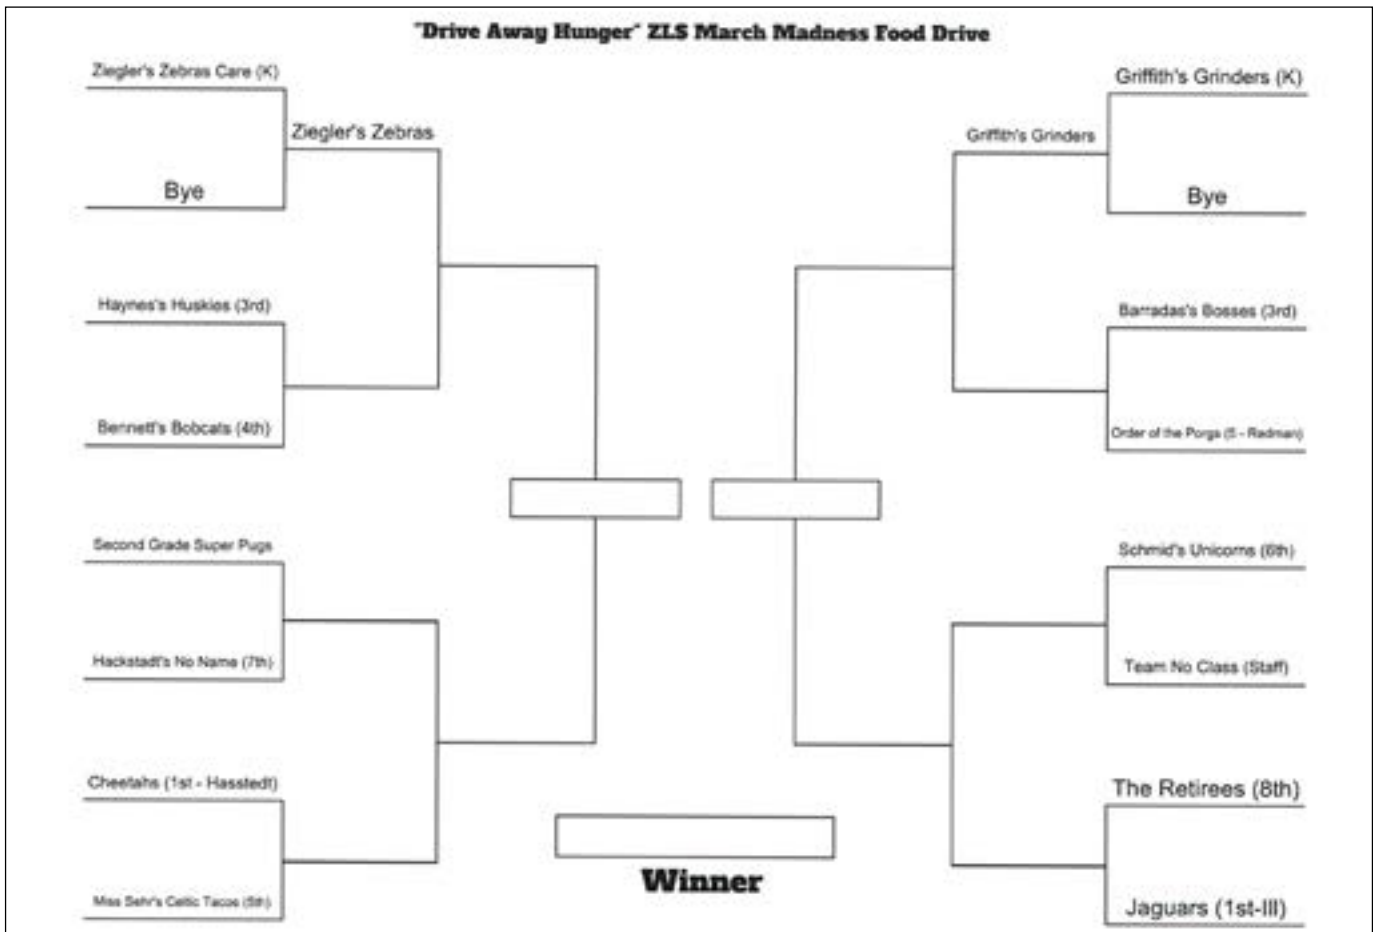 "Drive Away Hunger" ZLS March Madness Food Drive
Ziegler's Zebras Care (K)
Ziegler's Zebras
Bye
Haynes's Huskies (3rd)
Bennett's Bobcats (4th)
Second Grade Super Pugs
Hackstadt's No Name (7th)
Cheetahs (1st - Hasstedt)
Miss Sehr's Celtic Tacos (5th)
Griffith's Grinders (K)
Griffith's Grinders
Bye
Barradas's Bosses (3rd)
Order of the Porgs (5 - Redman)
Schmid's Unicorns (6th)
Team No Class (Staff)
The Retirees (8th)
Jaguars (1st-Ill)
Winner